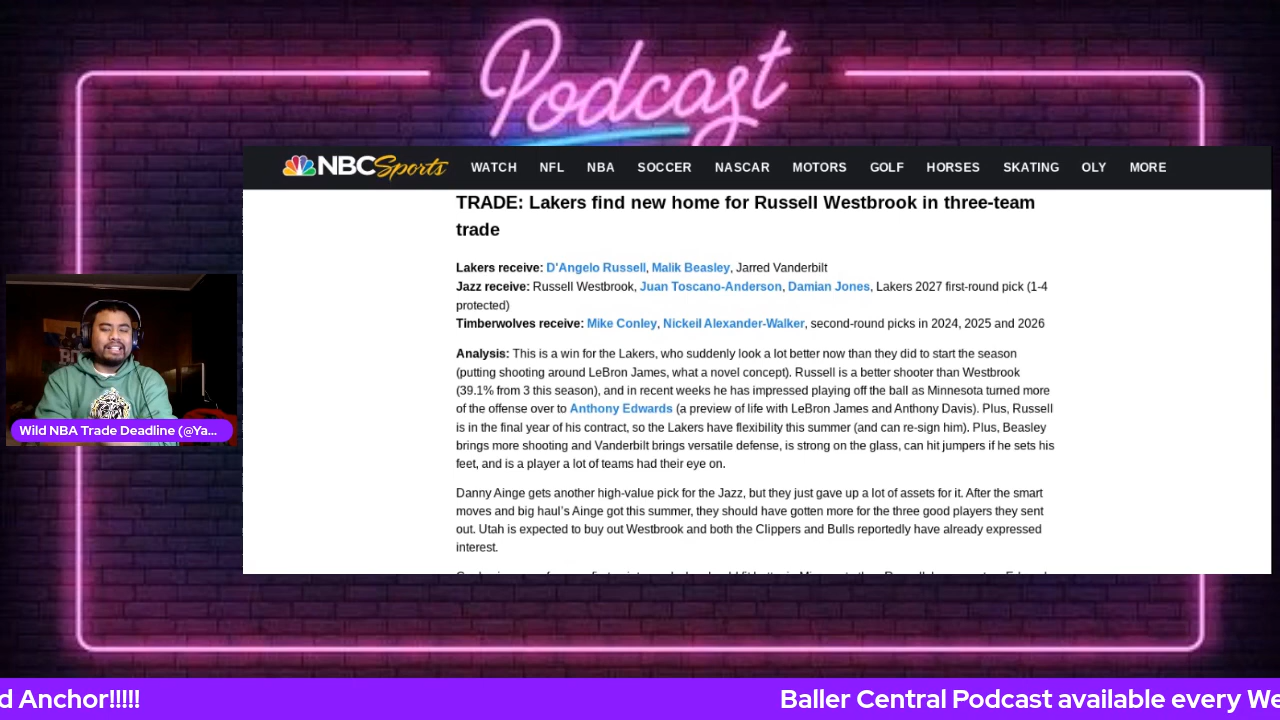 Podcast
NBC Sports WATCH NFL NBA SOCCER NASCAR MOTORS GOLF HORSES SKATING OLY MORE
TRADE: Lakers find new home for Russell Westbrook in three-team
trade
Lakers receive: D'Angelo Russell, Malik Beasley, Jarred Vanderbilt
Jazz receive: Russell Westbrook, Juan Toscano-Anderson, Damian Jones, Lakers 2027 first-round pick (1-4
protected)
Timberwolves receive: Mike Conley, Nickeil Alexander-Walker, second-round picks in 2024, 2025 and 2026
Analysis: This is a win for the Lakers, who suddenly look a lot better now than they did to start the season
(putting shooting around LeBron James, what a novel concept). Russell is a better shooter than Westbrook
(39.1% from 3 this season), and in recent weeks he has impressed playing off the ball as Minnesota turned more
of the offense over to Anthony Edwards (a preview of life with LeBron James and Anthony Davis). Plus, Russell
is in the final year of his contract, so the Lakers have flexibility this summer (and can re-sign him). Plus, Beasley
brings more shooting and Vanderbilt brings versatile defense, is strong on the glass, can hit jumpers if he sets his
feet, and is a player a lot of teams had their eye on.
Danny Ainge gets another high-value pick for the Jazz, but they just gave up a lot of assets for it. After the smart
moves and big haul's Ainge got this summer, they should have gotten more for the three good players they sent
out. Utah is expected to buy out Westbrook and both the Clippers and Bulls reportedly have already expressed
interest.
Wild NBA Trade Deadline (@Ya...
d Anchor!!!!! Baller Central Podcast available every We